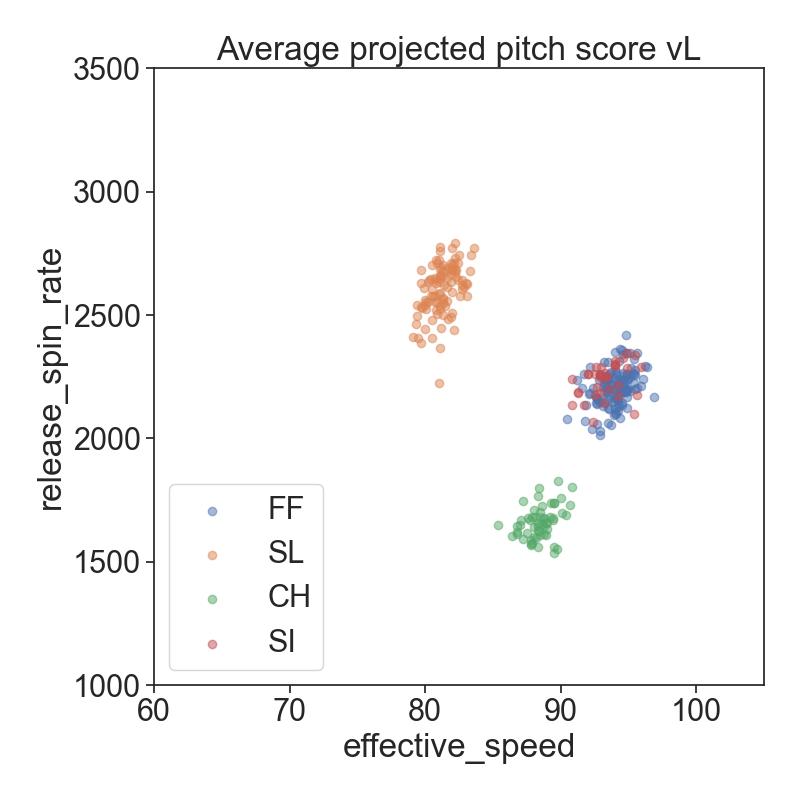 Average projected pitch score vL
3500
3000
2500
2000
1500
1000
release_spin_rate
FF
SL
CH
SI
60 70 80 90 100
effective_speed